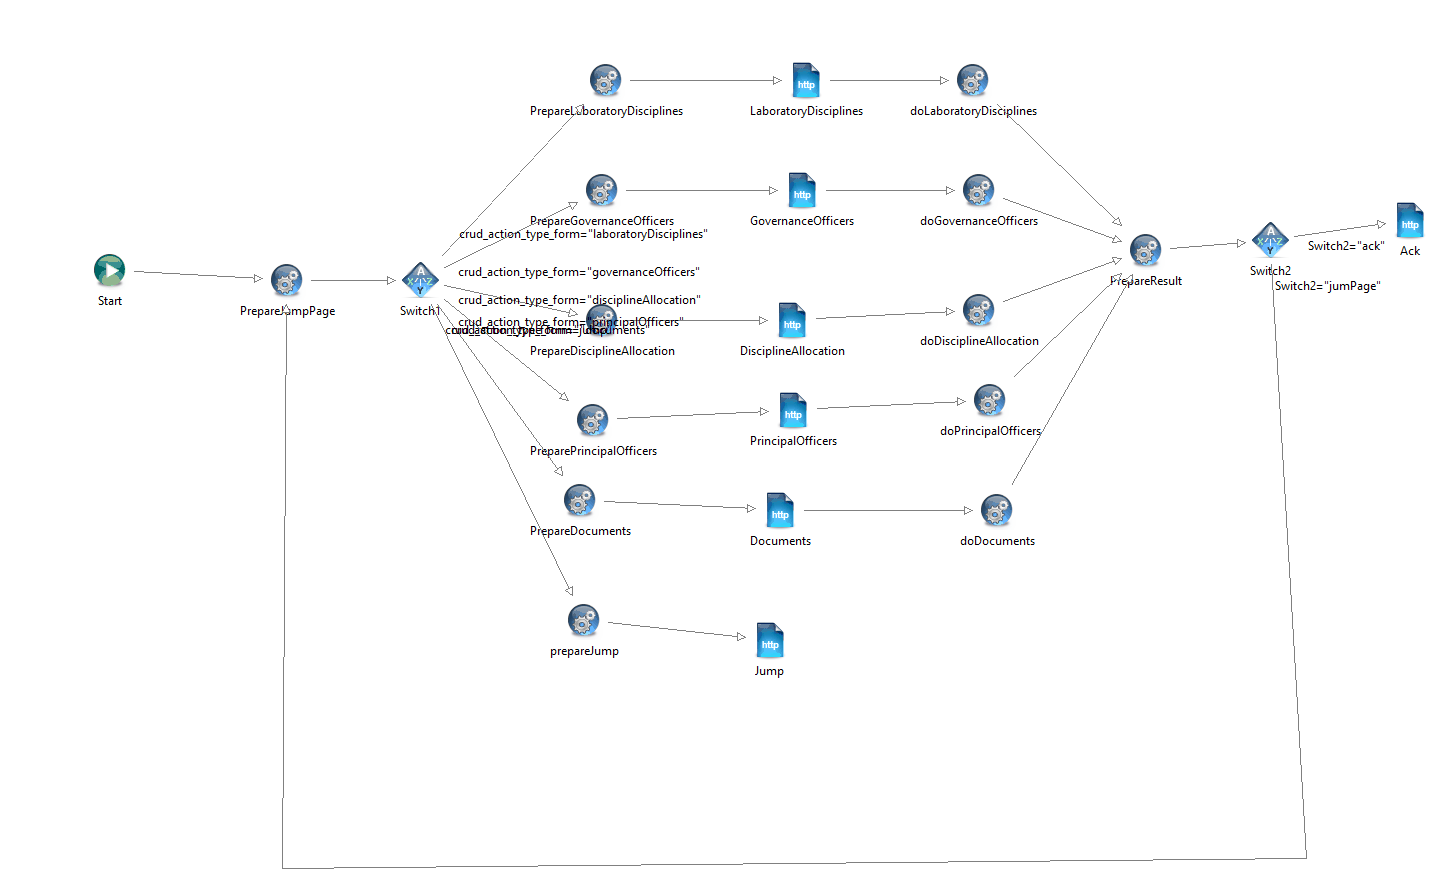 PrepareLaboratoryDisciplines
http
LaboratoryDisciplines
doLaboratoryDisciplines
PrepareGovernanceOfficers
http
GovernanceOfficers
doGovernanceOfficers
crud_action_type_form="laboratoryDisciplines"
Start
PrepareJumpPage
A
X Z
Y
Switch1
crud_action_type_form="governanceOfficers"
crud_action_type_form="disciplineAllocation"
crud_action_type_form="principalOfficers"
PrepareDisciplineAllocation
http
DisciplineAllocation
doDisciplineAllocation
PreparePrincipalOfficers
http
PrincipalOfficers
doPrincipalOfficers
PrepareDocuments
http
Documents
doDocuments
prepareJump
http
Jump
PrepareResult
A
X Z
Y
Switch2
Switch2="ack"
Switch2="jumPage"
http
Ack